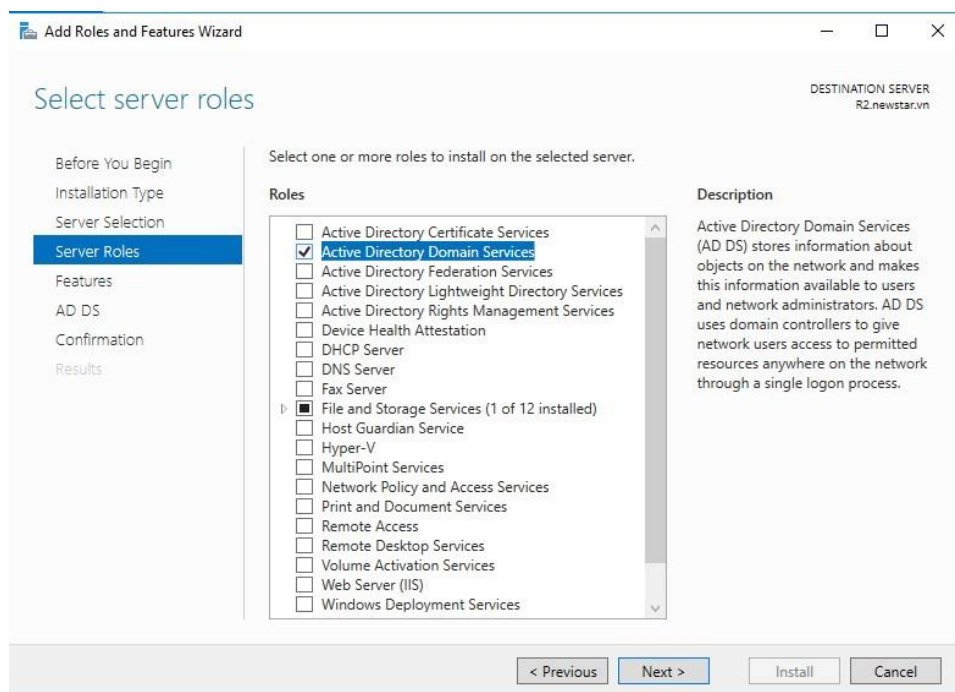 Add Roles and Features Wizard
Select server roles
DESTINATION SERVER
R2.newstar.vn
Before You Begin
Installation Type
Server Selection
Server Roles
Features
AD DS
Confirmation
Results
Select one or more roles to install on the selected server.
Roles
Active Directory Certificate Services
Active Directory Domain Services
Active Directory Federation Services
Active Directory Lightweight Directory Services
Active Directory Rights Management Services
Device Health Attestation
DHCP Server
DNS Server
Fax Server
File and Storage Services (1 of 12 installed)
Host Guardian Service
Hyper-V
MultiPoint Services
Network Policy and Access Services
Print and Document Services
Remote Access
Remote Desktop Services
Volume Activation Services
Web Server (IIS)
Windows Deployment Services
Description
Active Directory Domain Services
(AD DS) stores information about
objects on the network and makes
this information available to users
and network administrators. AD DS
uses domain controllers to give
network users access to permitted
resources anywhere on the network
through a single logon process.
< Previous
Next >
Install
Cancel